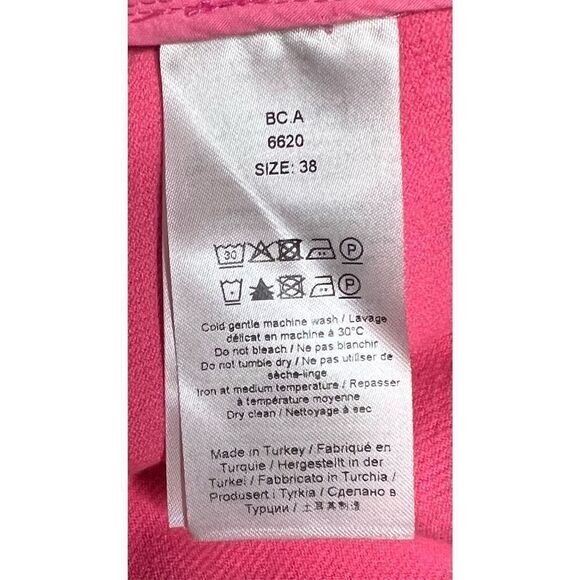 BC.A
6620
SIZE: 38
30
P
P
Cold gentle machine wash / Lavage
délicat en machine à 30°C
Do not bleach / Ne pas blanchir
Do not tumble dry / Ne pas utiliser de
sèche-linge
Iron at medium temperature / Repasser
à température moyenne
Dry clean / Nettoyage à sec
Made in Turkey / Fabriqué en
Turquie / Hergestellt in der
Turkei / Fabbricato in Turchia /
Produsert i Tyrkia / Сделано в
Турции / 土耳其制造